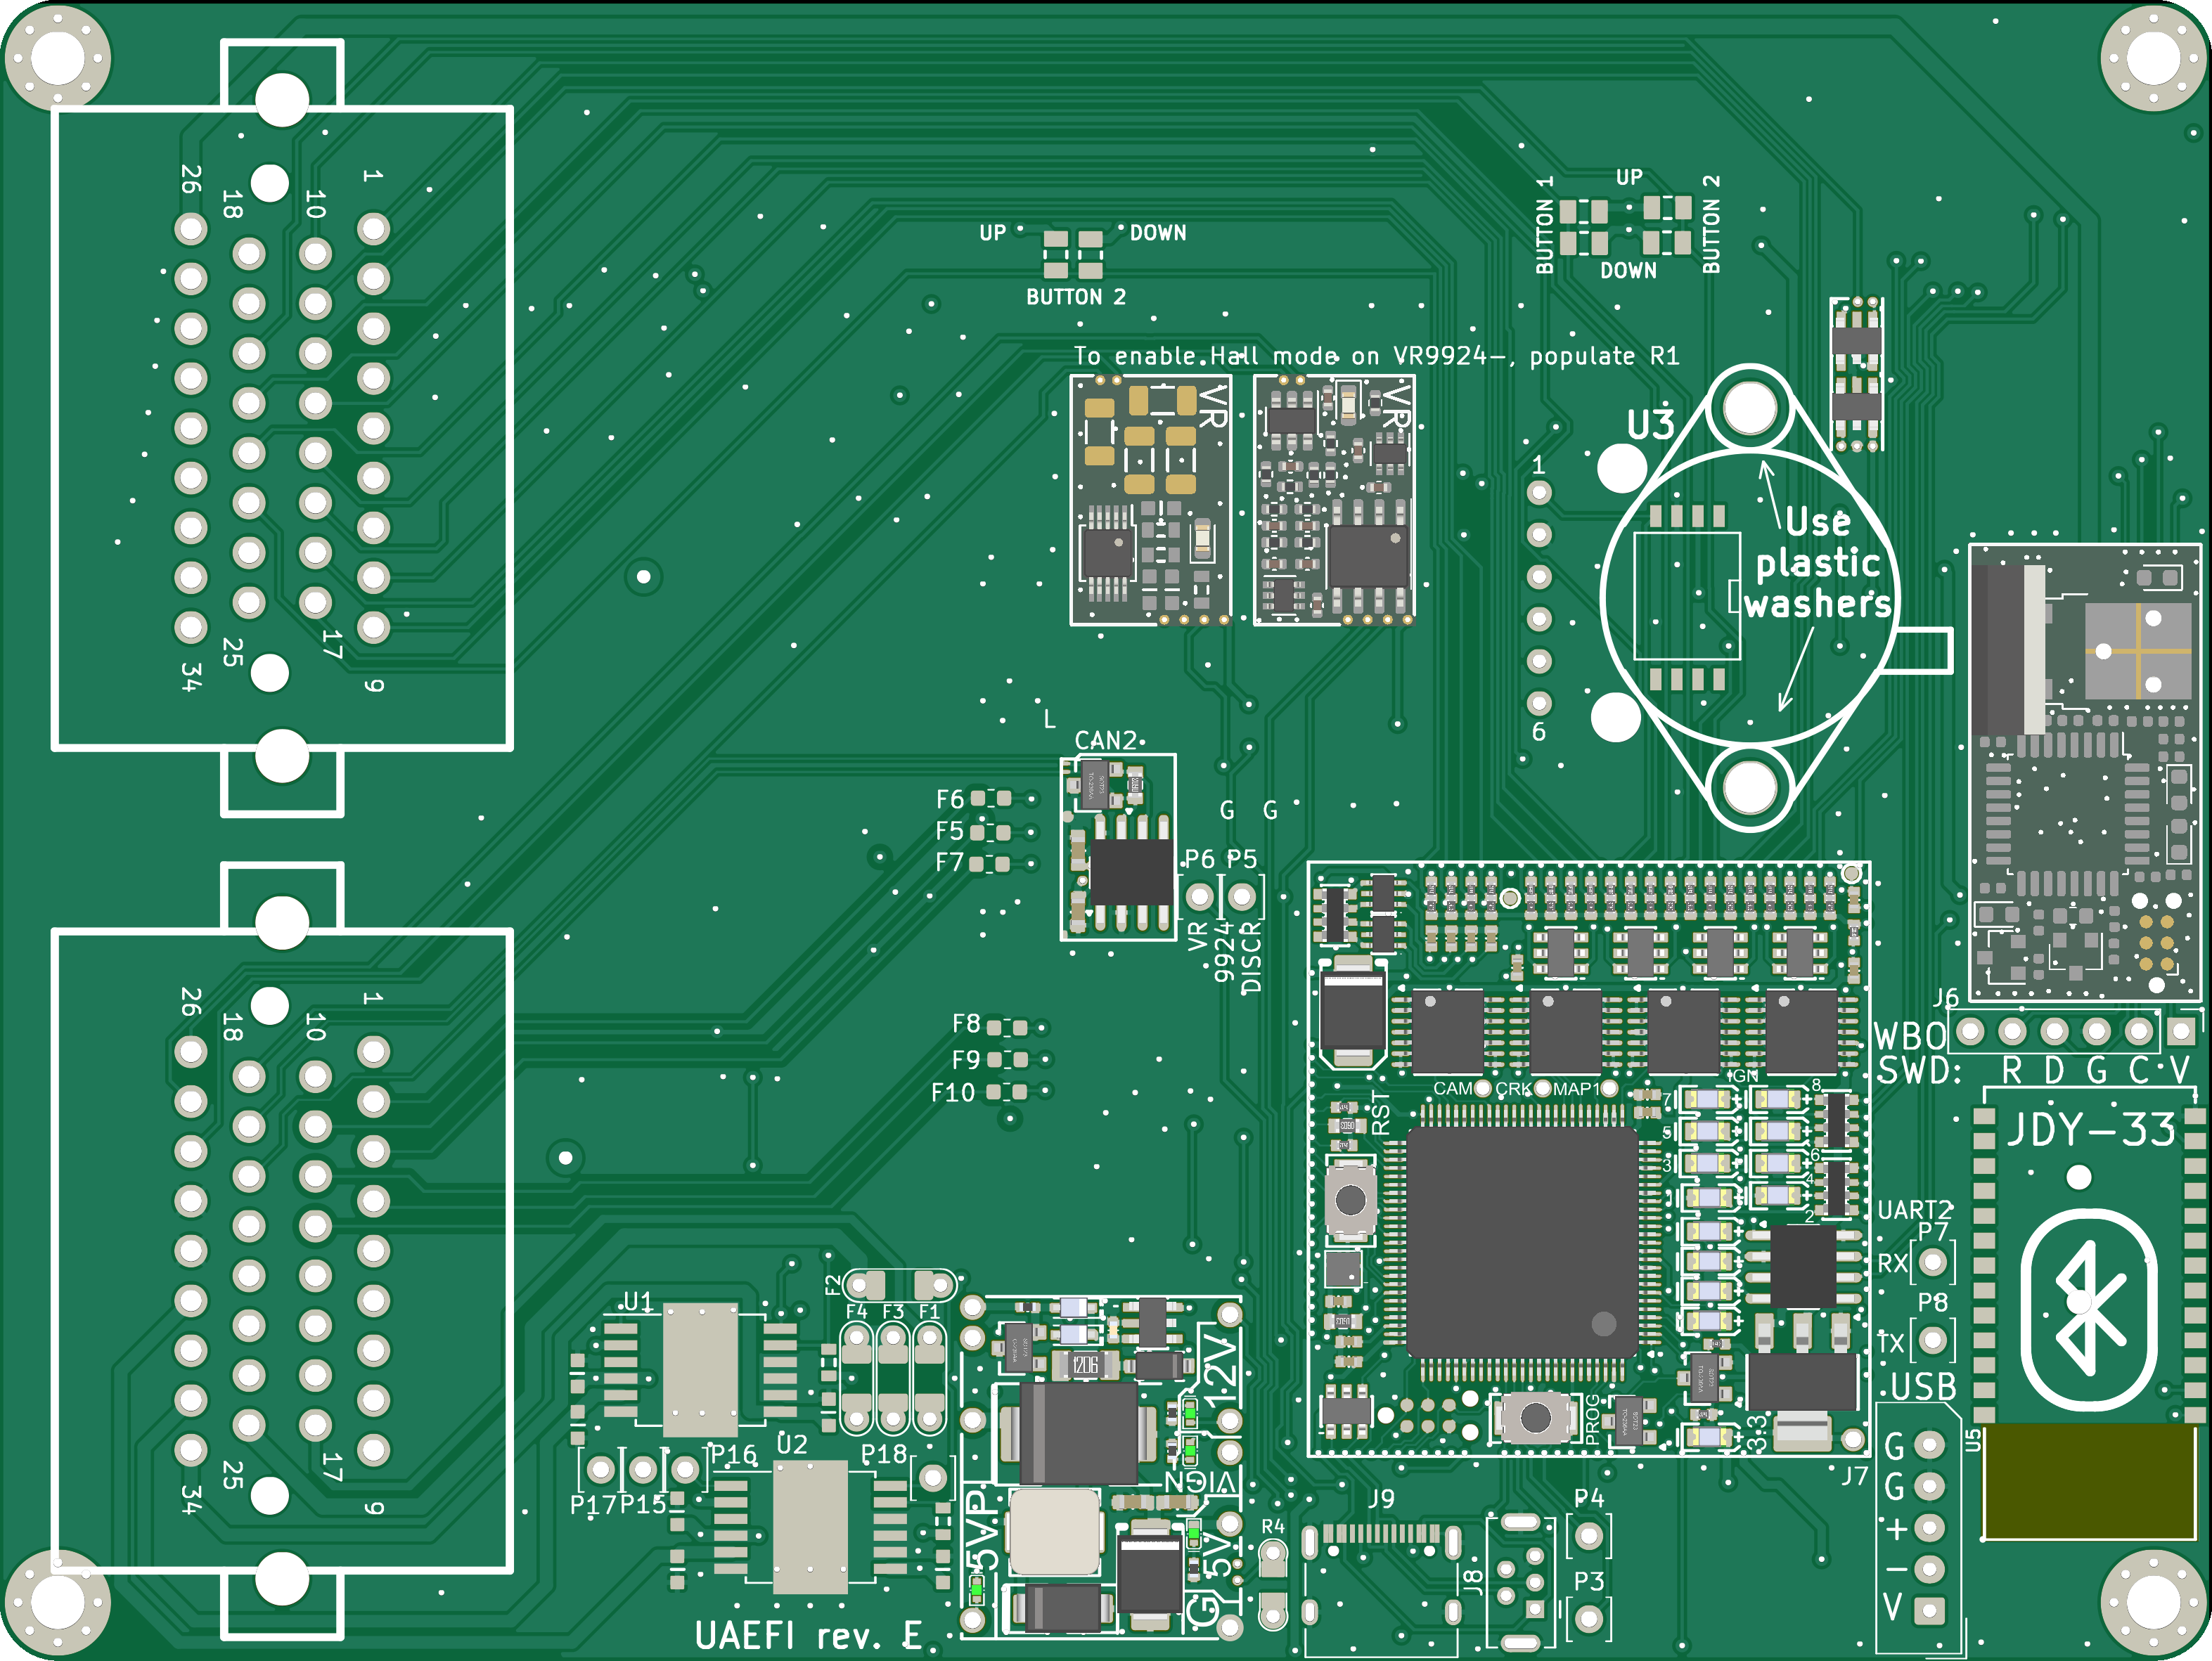 26
18
10
1
25
17
34
9
UP
DOWN
BUTTON 2
BUTTON 1
UP
DOWN
BUTTON 2
To enable Hall mode on VR9924-, populate R1
VR
VR
U3
1
6
Use
plastic
washers
L
CAN2
F6
F5
F7
G G
P6 P5
VR
9924
DISCR
26
18
10
1
25
17
34
9
F8
F9
F10
J6
WBO
SWD: R D G C V
CAM CRK MAP1
IGN
RST
7
8
5
6
3
4
2
PROG
3.3
J7
JDY-33
UART2
P7
RX
P8
TX
USB
U5
G
G
+
-
V
U1
F2
F4 F3 F1
U2
P16
P18
P17 P15
1206
12V
VIGN
5VP
5V
G
R4
J9
J8
P4
P3
UAEFI rev. E